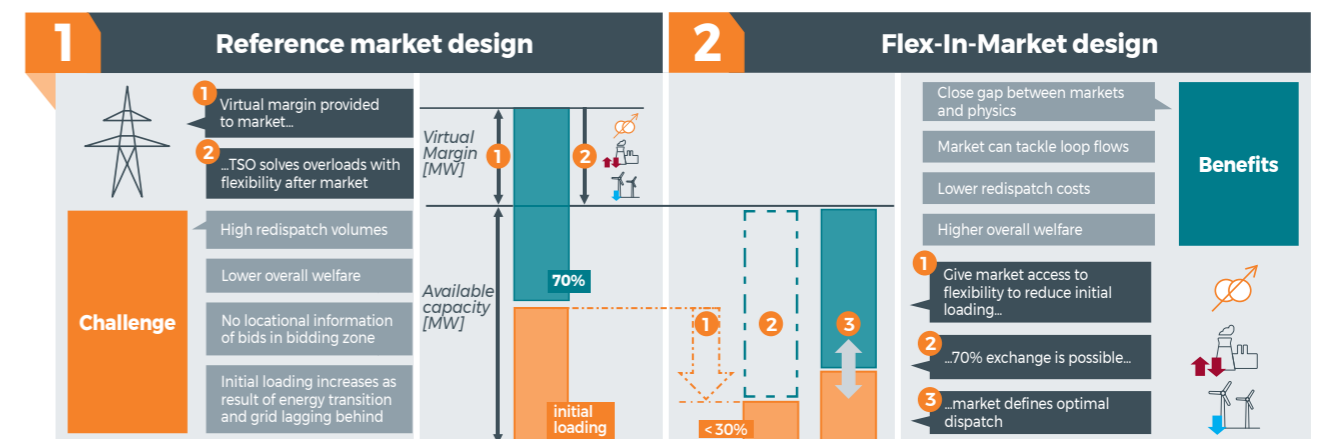 1
Reference market design
1
Virtual margin provided
to market...
2
...TSO solves overloads with
flexibility after market
Challenge
High redispatch volumes
Lower overall welfare
No locational information
of bids in bidding zone
Initial loading increases as
result of energy transition
and grid lagging behind
Virtual
Margin
[MW]
1
2
Available
capacity
[MW]
70%
initial
loading
2
Flex-In-Market design
1
2
3
<30%
Close gap between markets
and physics
Market can tackle loop flows
Lower redispatch costs
Higher overall welfare
Benefits
1
Give market access to
flexibility to reduce initial
loading...
2
...70% exchange is possible...
3
...market defines optimal
dispatch